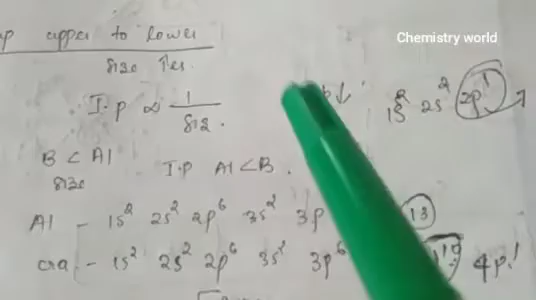 Chemistry world
upper to lower
size ↑es.
I.p ∝ 1/size.
p↓
1s² 2s² 2p¹
B < Al
size
I.P Al < B.
Al - 1s² 2s² 2p⁶ 3s² 3p
13
Ga - 1s² 2s² 2p⁶ 3s² 3p⁶
4p¹